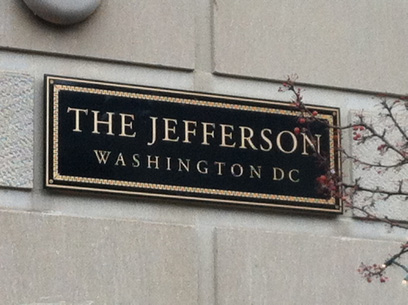 THE JEFFERSON
WASHINGTON DC